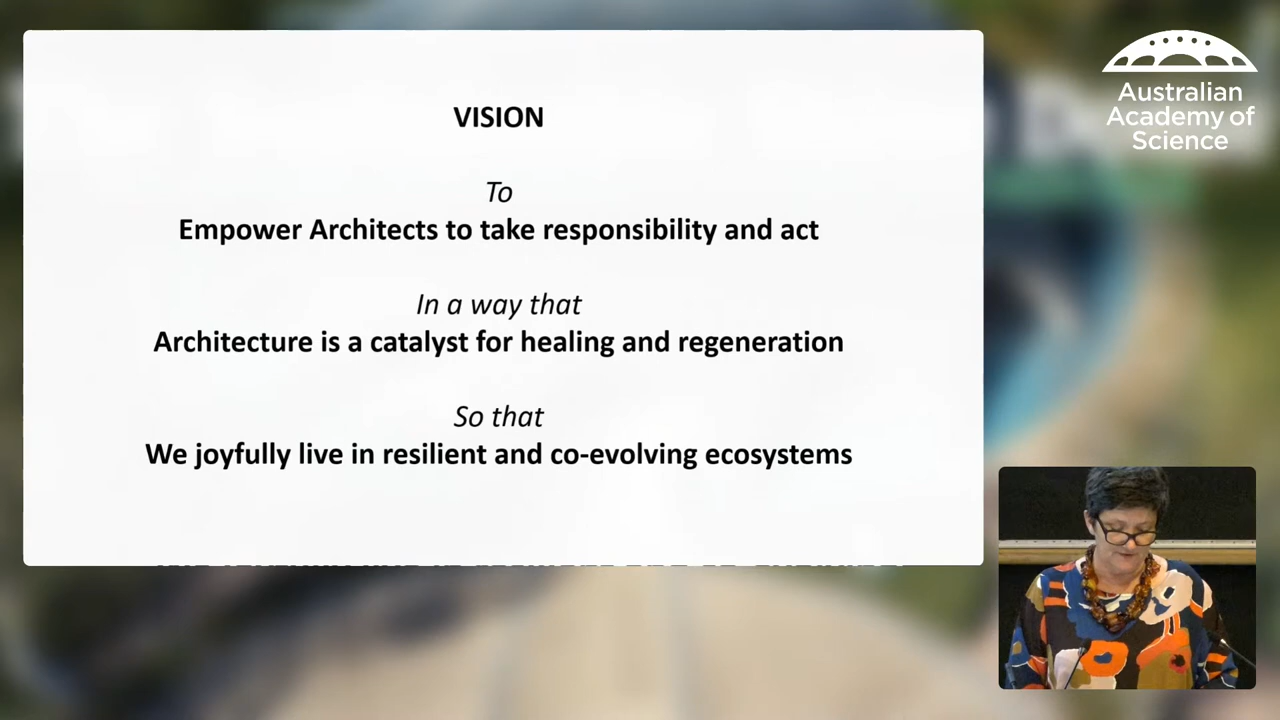 VISION
To
Empower Architects to take responsibility and act
In a way that
Architecture is a catalyst for healing and regeneration
So that
We joyfully live in resilient and co-evolving ecosystems
Australian
Academy of
Science